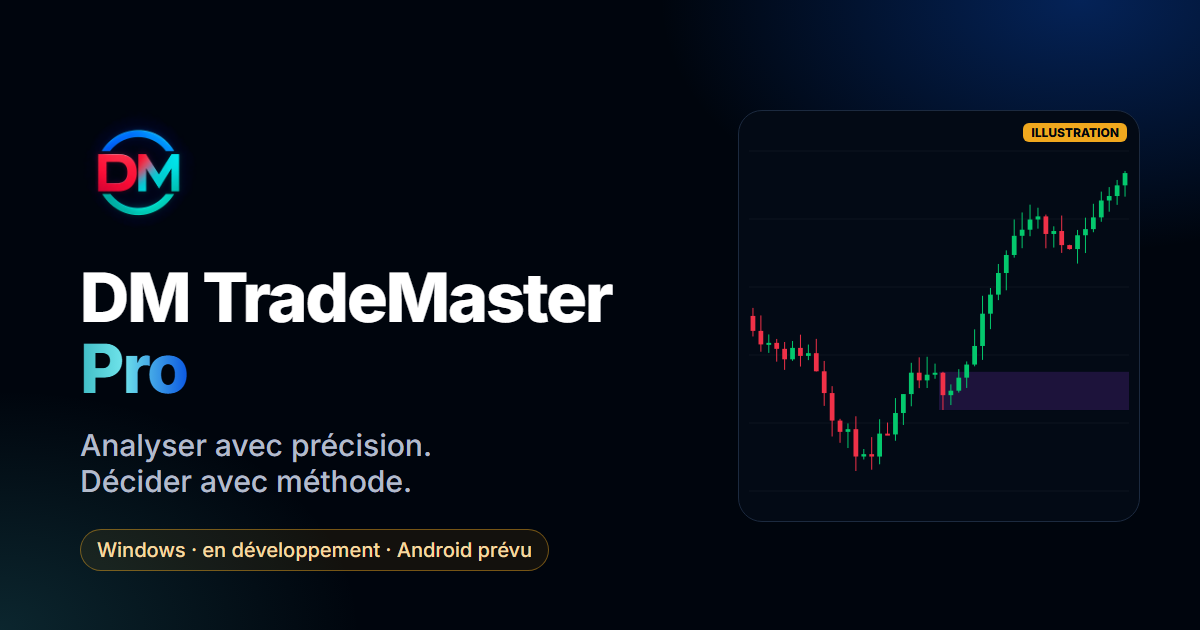 DM
DM TradeMaster
Pro
Analyser avec précision.
Décider avec méthode.
Windows · en développement · Android prévu
ILLUSTRATION